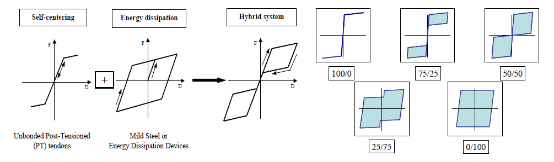 Self-centering
Energy dissipation
Hybrid system
F
D
+
F
D
F
D
Unbonded Post-Tensioned
(PT) tendons
Mild Steel or
Energy Dissipation Devices
100/0
75/25
50/50
25/75
0/100